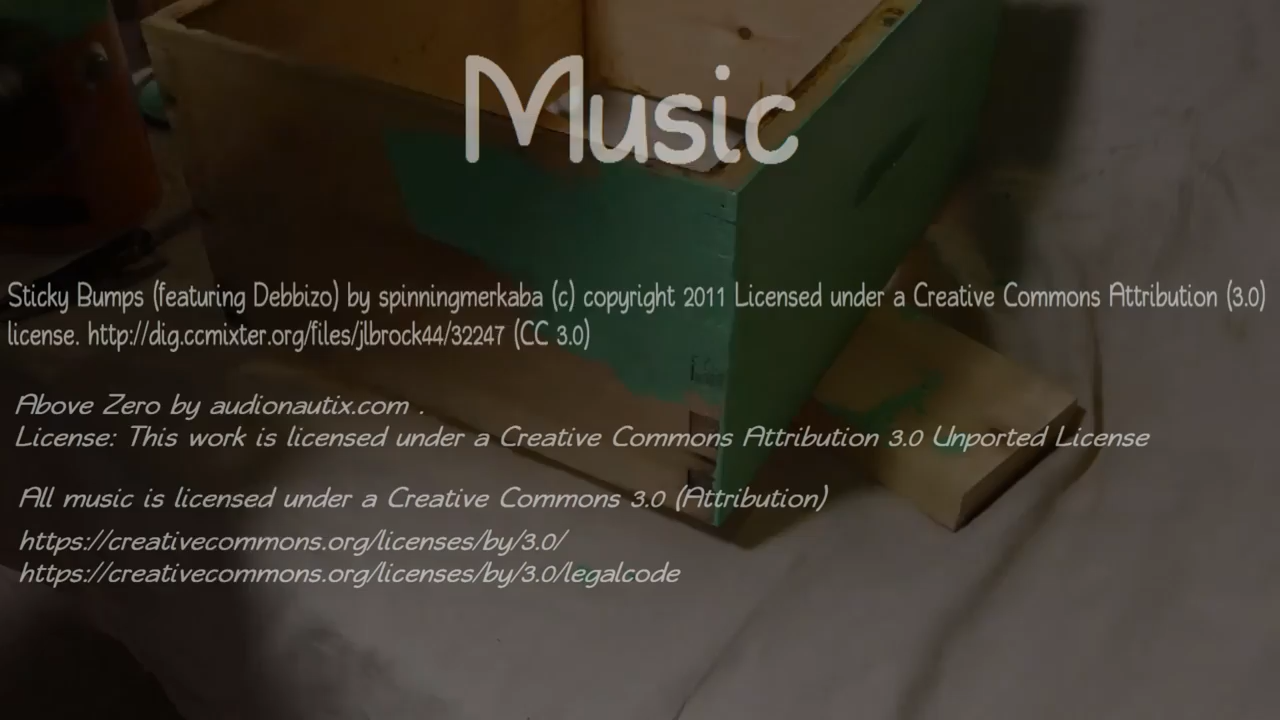 Music
Sticky Bumps (featuring Debbizo) by spinningmerkaba (c) copyright 2011 Licensed under a Creative Commons Attribution (3.0)
license. http://dig.ccmixter.org/files/jlbrock44/32247 (CC 3.0)
Above Zero by audionautix.com .
License: This work is licensed under a Creative Commons Attribution 3.0 Unported License
All music is licensed under a Creative Commons 3.0 (Attribution)
https://creativecommons.org/licenses/by/3.0/
https://creativecommons.org/licenses/by/3.0/legalcode